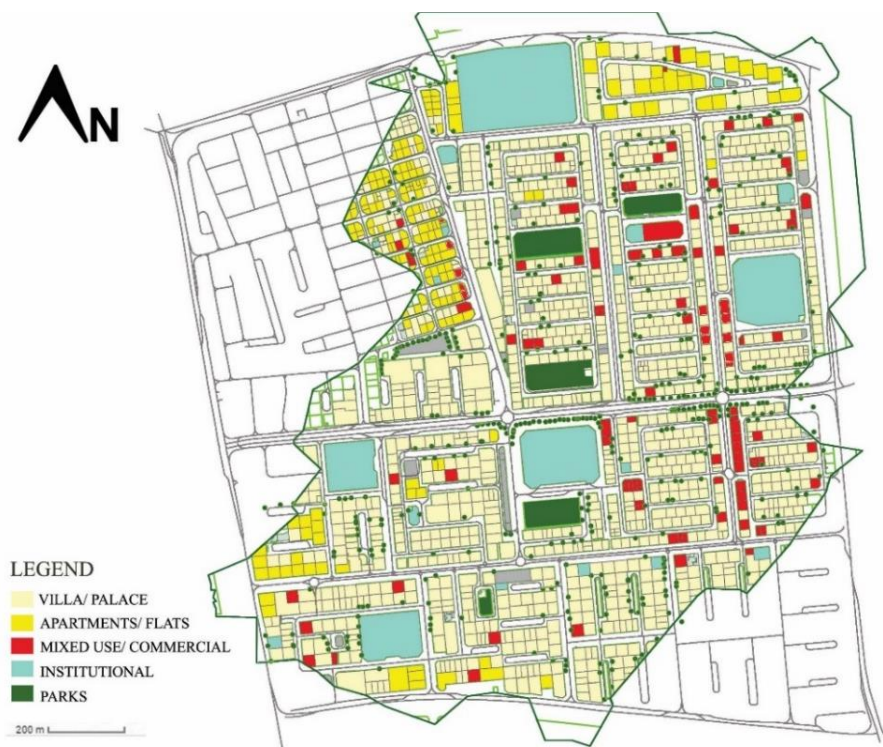 N
LEGEND
VILLA/ PALACE
APARTMENTS/ FLATS
MIXED USE/ COMMERCIAL
INSTITUTIONAL
PARKS
200 m